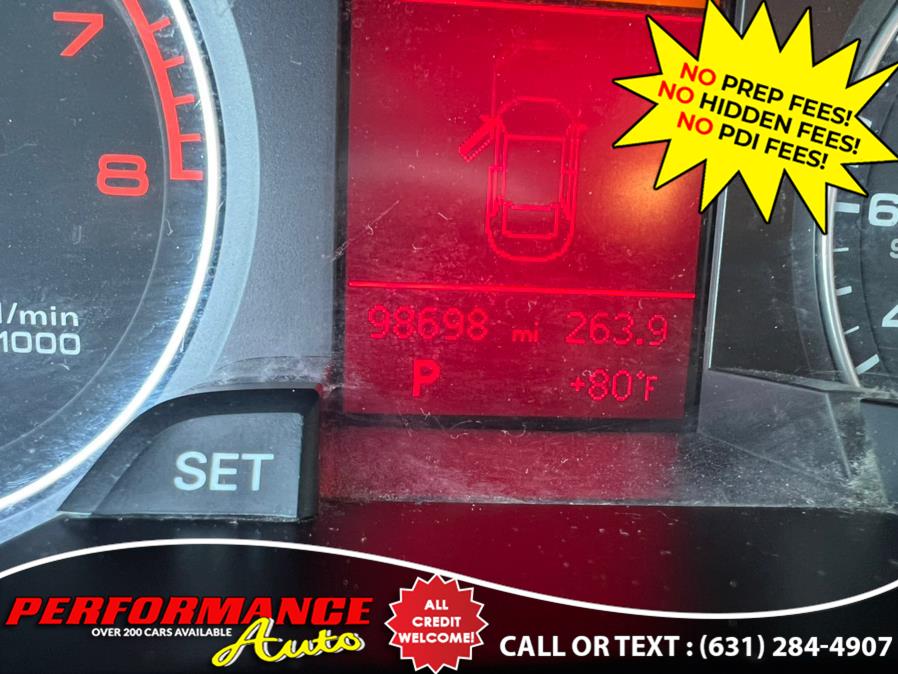 7
8
1/min
1000
NO PREP FEES!
NO HIDDEN FEES!
NO PDI FEES!
6
98698 mi 263.9
P +80°F
SET
PERFORMANCE
OVER 200 CARS AVAILABLE
Auto
ALL
CREDIT
WELCOME!
CALL OR TEXT : (631) 284-4907